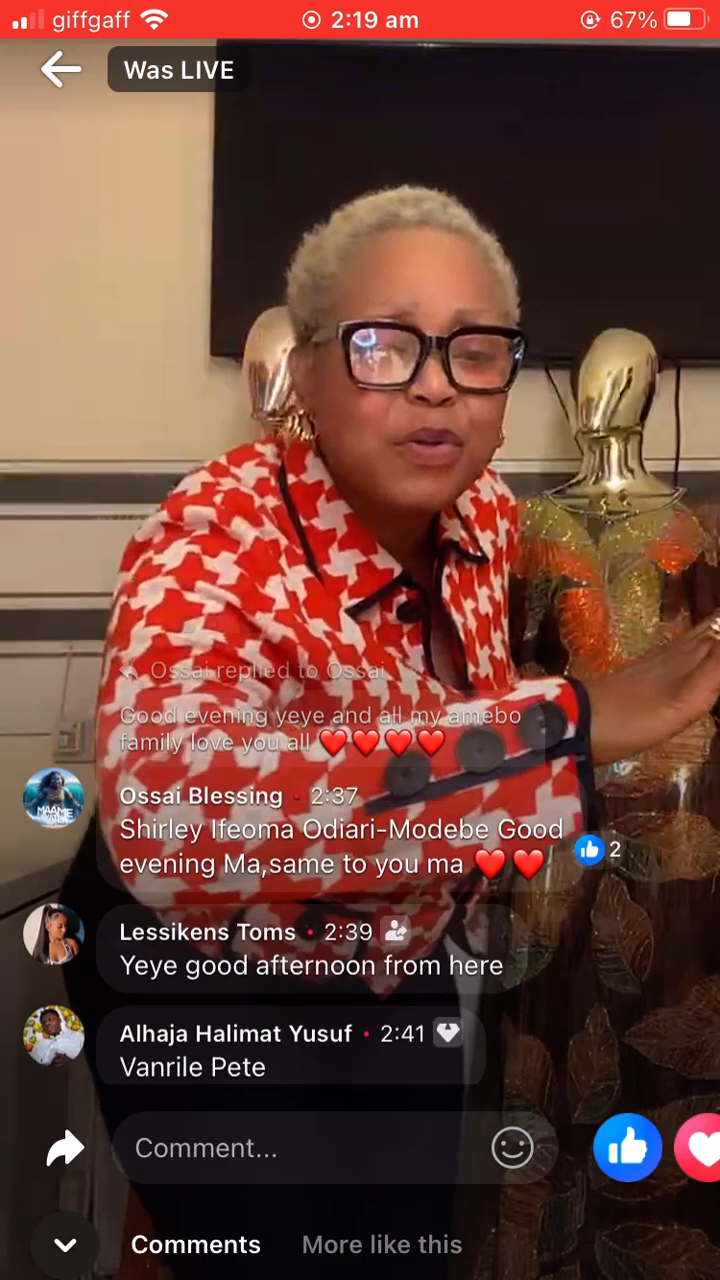 giffgaff 2:19 am 67%
Was LIVE
Ossai replied to Ossai
Good evening yeye and all my amebo
family love you all ❤️❤️❤️❤️
Ossai Blessing • 2:37
Shirley Ifeoma Odiari-Modebe Good
evening Ma,same to you ma ❤️❤️
2
Lessikens Toms • 2:39
Yeye good afternoon from here
Alhaja Halimat Yusuf • 2:41
Vanrile Pete
Comment...
Comments More like this